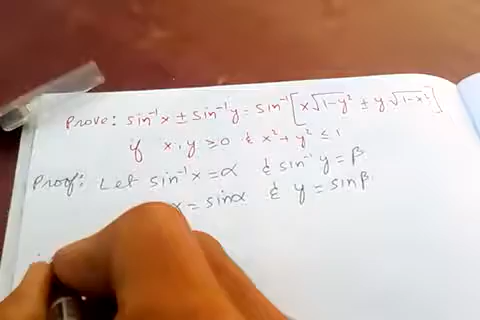 Prove: sin⁻¹x ± sin⁻¹y = sin⁻¹[x√1-y² ± y√1-x²]
if x, y ≥ 0 & x² + y² ≤ 1
Proof: Let sin⁻¹x = α & sin⁻¹y = β
x = sinα & y = sinβ